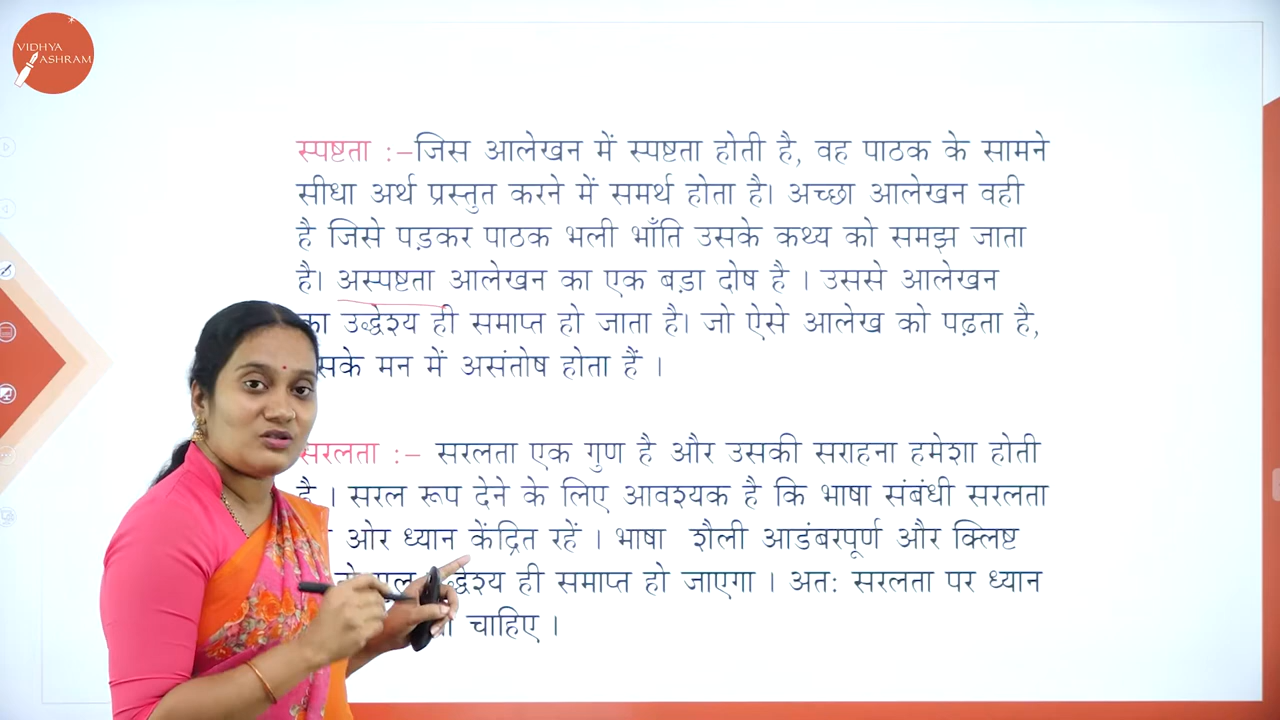 VIDHYA
ASHRAM
स्पष्टता :–जिस आलेखन में स्पष्टता होती है, वह पाठक के सामने
सीधा अर्थ प्रस्तुत करने में समर्थ होता है। अच्छा आलेखन वही
है जिसे पड़कर पाठक भली भाँति उसके कथ्य को समझ जाता
है। अस्पष्टता आलेखन का एक बड़ा दोष है । उससे आलेखन
का उद्धेश्य ही समाप्त हो जाता है। जो ऐसे आलेख को पढ़ता है,
सके मन में असंतोष होता हैं ।
सरलता :– सरलता एक गुण है और उसकी सराहना हमेशा होती
है । सरल रूप देने के लिए आवश्यक है कि भाषा संबंधी सरलता
ओर ध्यान केंद्रित रहें । भाषा शैली आडंबरपूर्ण और क्लिष्ट
ही समाप्त हो जाएगा । अतः सरलता पर ध्यान
चाहिए ।